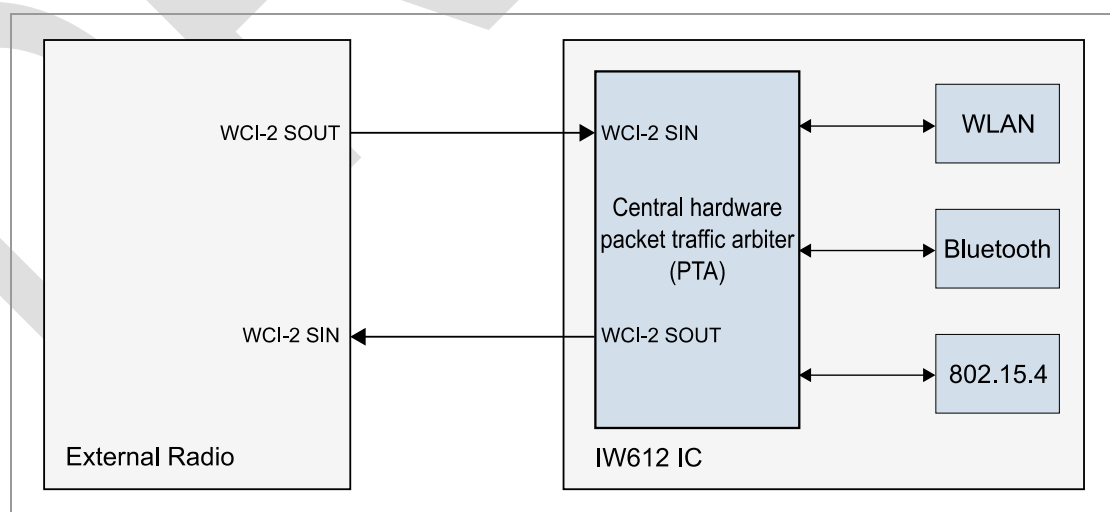 WCI-2 SOUT
WCI-2 SIN
WLAN
Central hardware
packet traffic arbiter
(PTA)
Bluetooth
WCI-2 SIN
WCI-2 SOUT
802.15.4
External Radio
IW612 IC